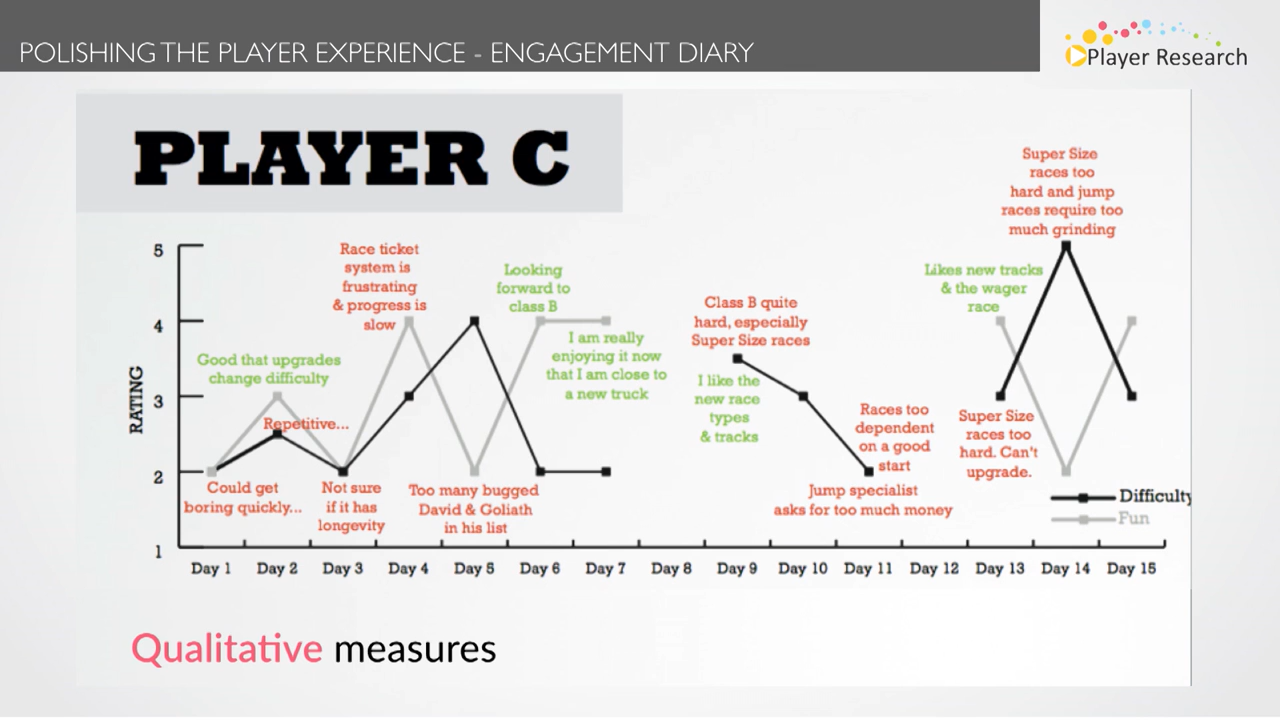 POLISHING THE PLAYER EXPERIENCE - ENGAGEMENT DIARY
Player Research
PLAYER C
RATING
5
4
3
2
1
Good that upgrades
change difficulty
Repetitive...
Could get
boring quickly...
Not sure
if it has
longevity
Race ticket
system is
frustrating
& progress is
slow
Too many bugged
David & Goliath
in his list
Looking
forward to
class B
I am really
enjoying it now
that I am close to
a new truck
Class B quite
hard, especially
Super Size races
I like the
new race
types
& tracks
Races too
dependent
on a good
start
Jump specialist
asks for too much money
Likes new tracks
& the wager
race
Super Size
races too
hard. Can't
upgrade.
Super Size
races too
hard and jump
races require too
much grinding
Difficulty
Fun
Day 1 Day 2 Day 3 Day 4 Day 5 Day 6 Day 7 Day 8 Day 9 Day 10 Day 11 Day 12 Day 13 Day 14 Day 15
Qualitative measures